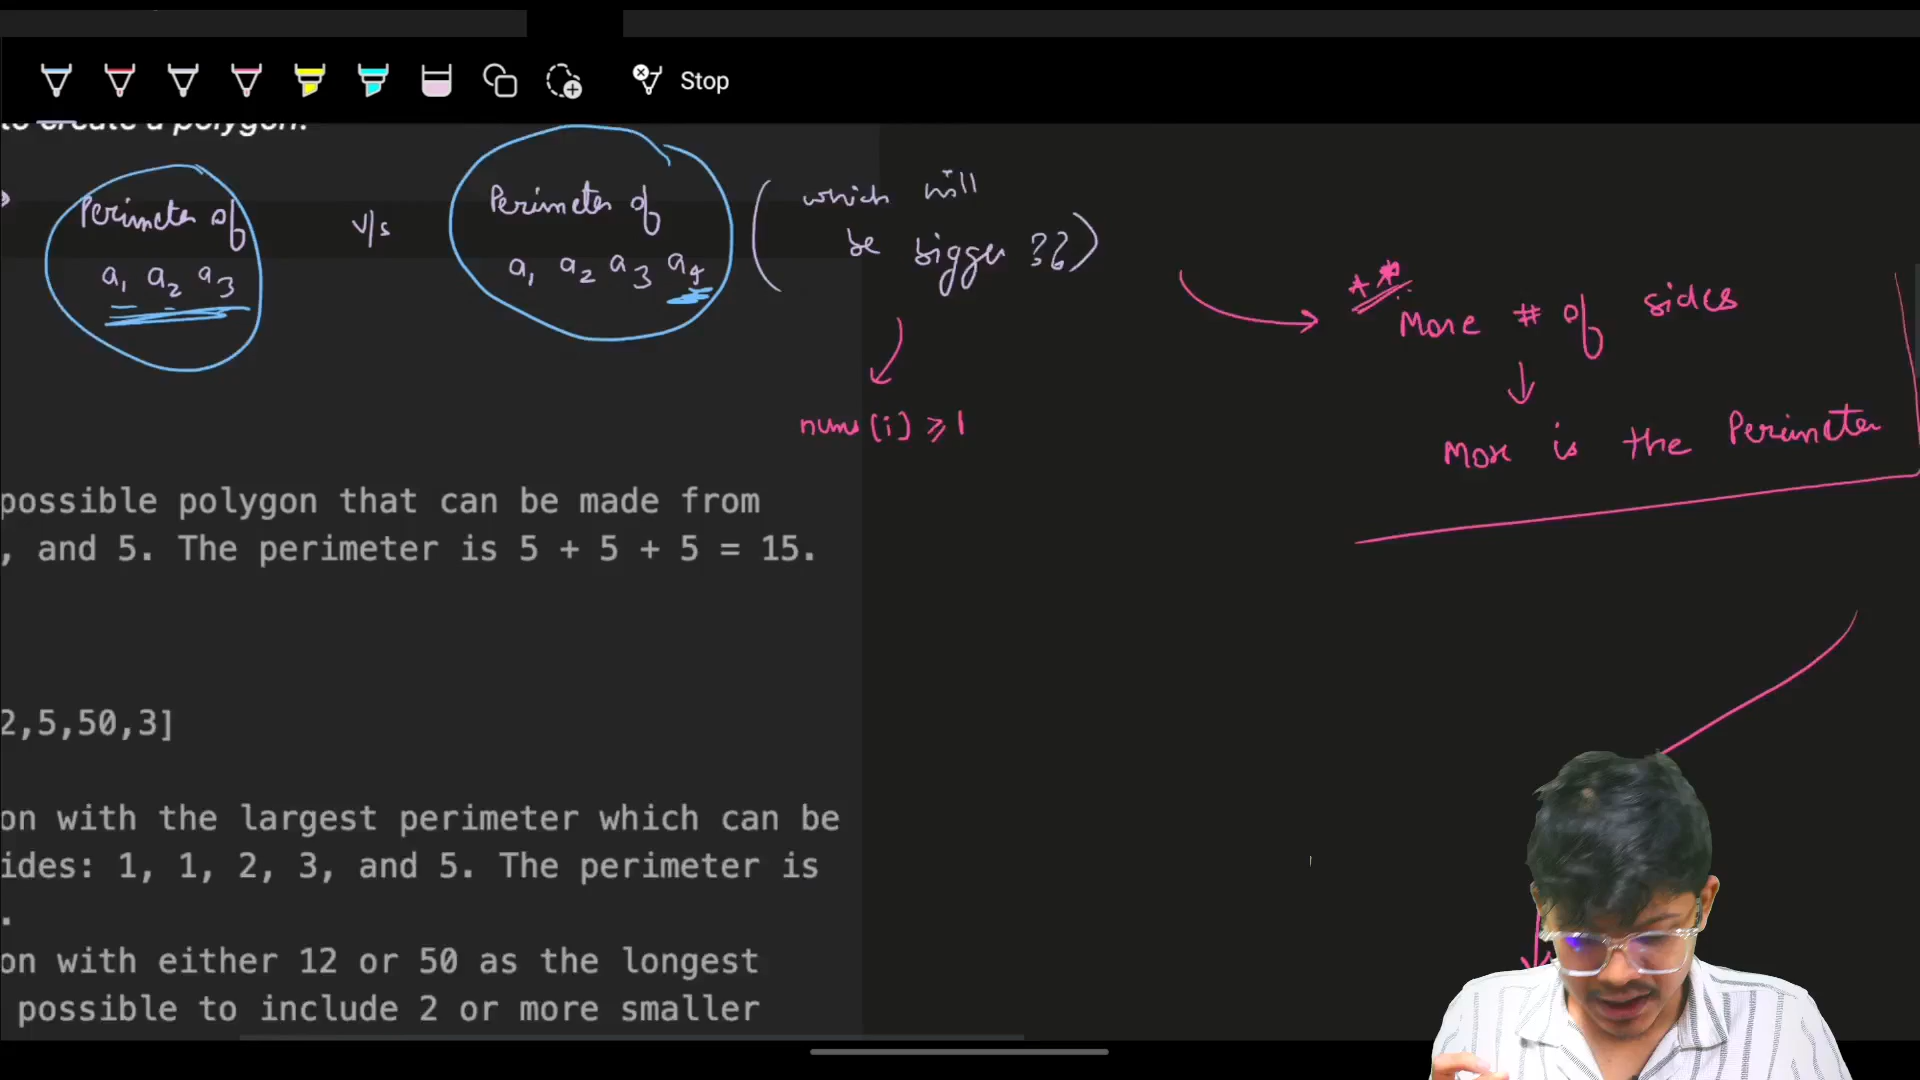 Stop
to create a polygon.
Perimeter of
a1 a2 a3
v/s
Perimeter of
a1 a2 a3 a4
(which will
be bigger ??)
nums(i) ≥ 1
** More # of sides
↓
More is the Perimeter
possible polygon that can be made from
, and 5. The perimeter is 5 + 5 + 5 = 15.
2,5,50,3]
on with the largest perimeter which can be
ides: 1, 1, 2, 3, and 5. The perimeter is
.
on with either 12 or 50 as the longest
possible to include 2 or more smaller